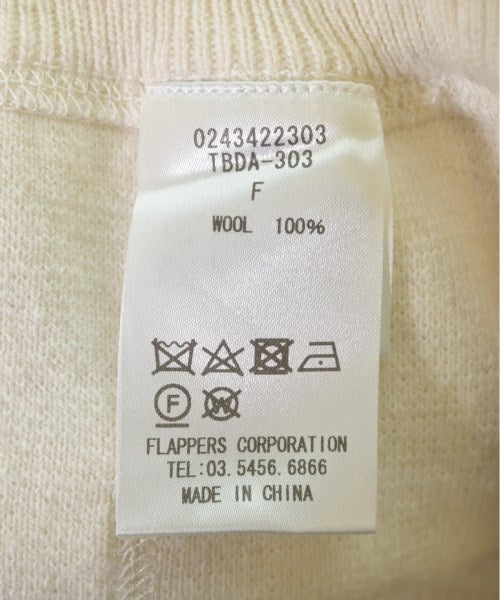 0243422303
TBDA-303
F
WOOL 100%
F W
FLAPPERS CORPORATION
TEL:03.5456.6866
MADE IN CHINA